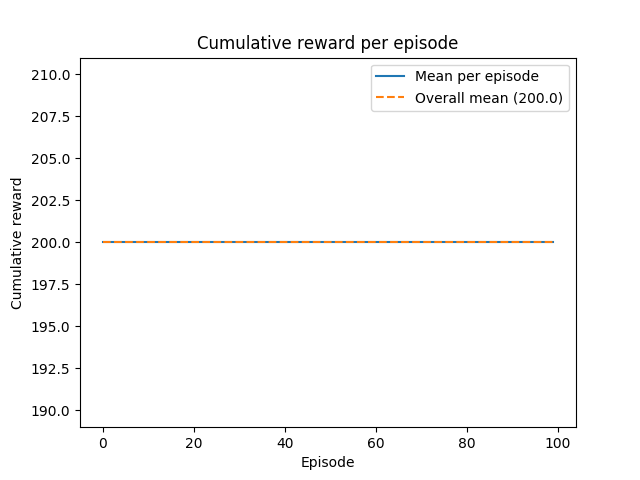 Cumulative reward per episode
Mean per episode
Overall mean (200.0)
210.0
207.5
205.0
202.5
200.0
197.5
195.0
192.5
190.0
Cumulative reward
0 20 40 60 80 100
Episode